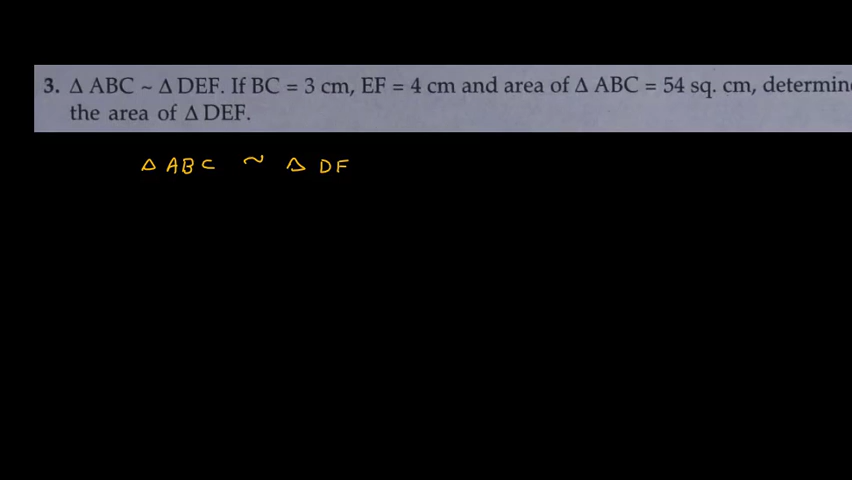 3. Δ ABC ~ Δ DEF. If BC = 3 cm, EF = 4 cm and area of Δ ABC = 54 sq. cm, determin
the area of Δ DEF.
Δ ABC ~ Δ DF